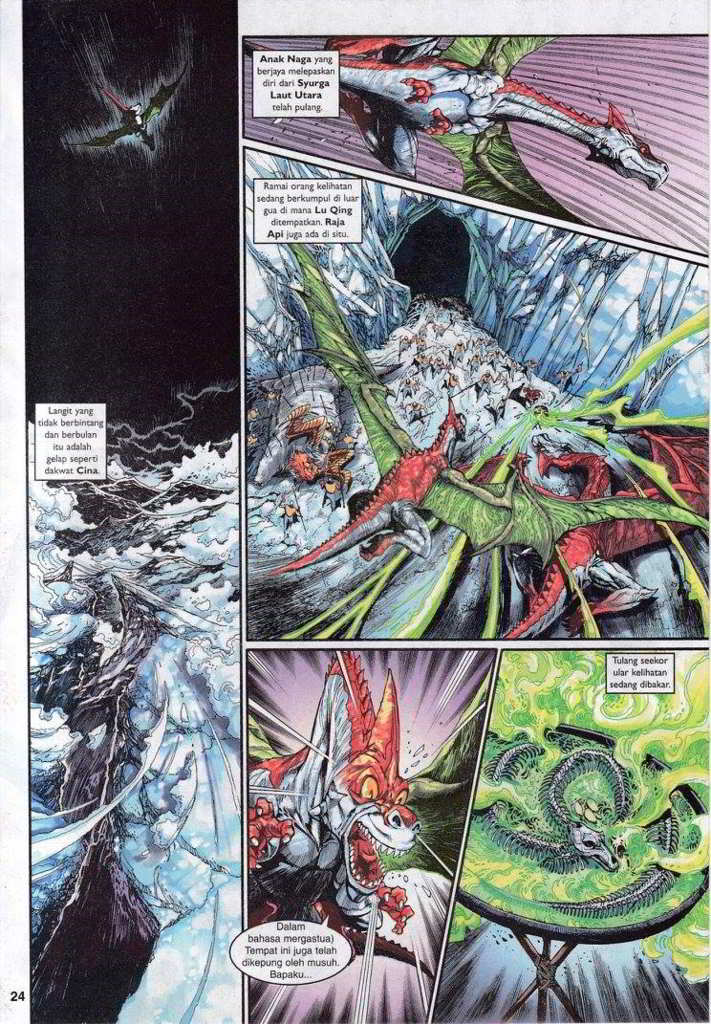 Langit yang
tidak berbintang
dan berbulan
itu adalah
gelap seperti
dakwat Cina.
Anak Naga yang
berjaya melepaskan
diri dari Syurga
Laut Utara
telah pulang.
Ramai orang kelihatan
sedang berkumpul di luar
gua di mana Lu Qing
ditempatkan. Raja
Api juga ada di situ.
Dalam
bahasa mergastua)
Tempat ini juga telah
dikepung oleh musuh.
Bapaku...
Tulang seekor
ular kelihatan
sedang dibakar.
24